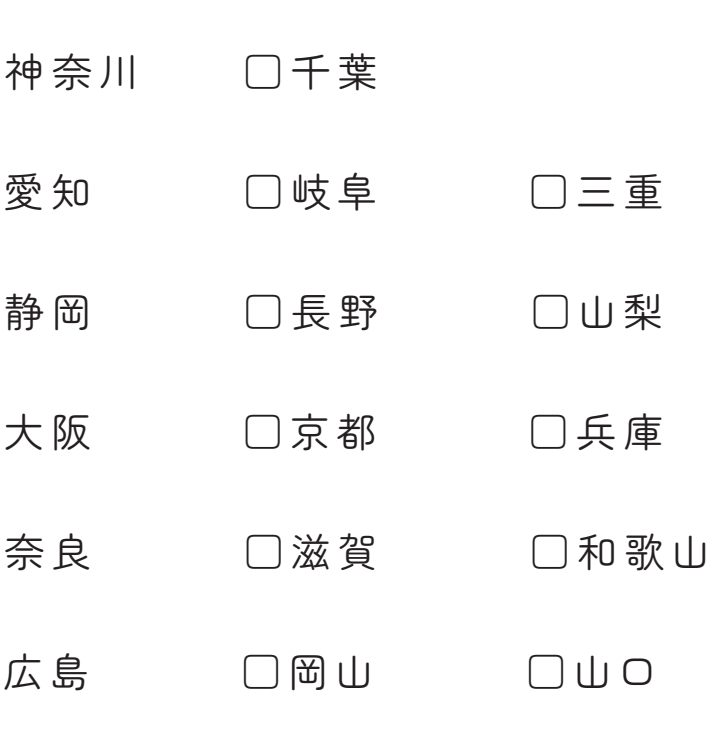 神奈川 □千葉
愛知 □岐阜 □三重
静岡 □長野 □山梨
大阪 □京都 □兵庫
奈良 □滋賀 □和歌山
広島 □岡山 □山口